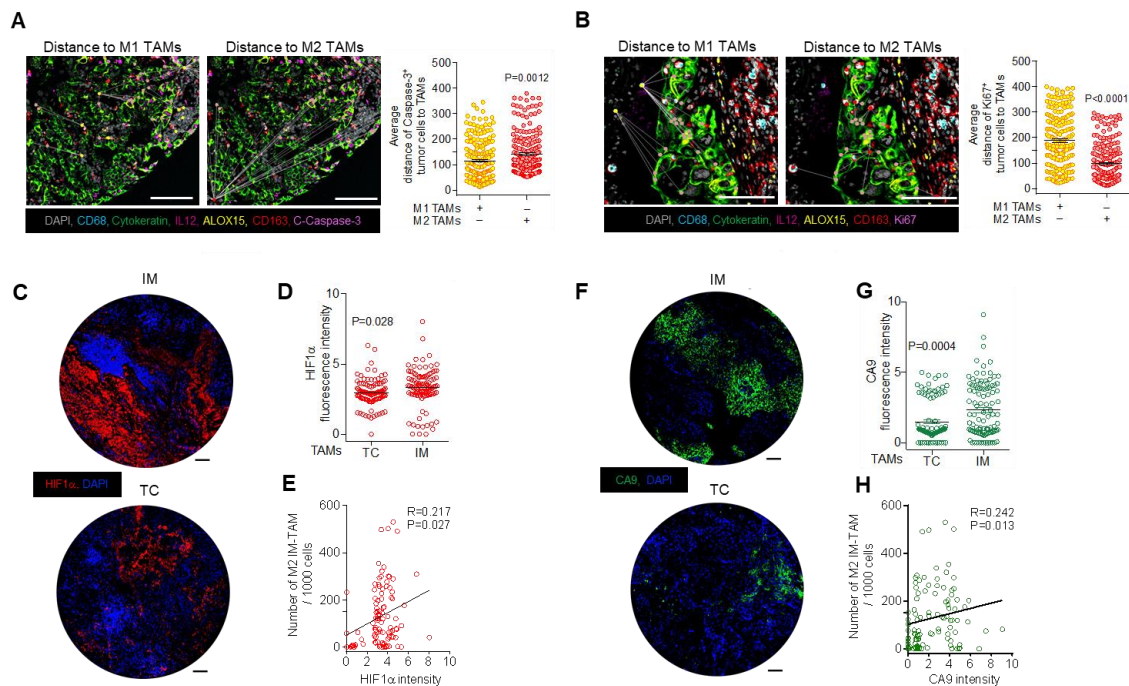 A
Distance to M1 TAMs
Distance to M2 TAMs
DAPI, CD68, Cytokeratin, IL12, ALOX15, CD163, C-Caspase-3
Average
distance of Caspase-3+
tumor cells to TAMs
500
400
300
200
100
0
P=0.0012
M1 TAMs + –
M2 TAMs – +
B
Distance to M1 TAMs
Distance to M2 TAMs
DAPI, CD68, Cytokeratin, IL12, ALOX15, CD163, Ki67
Average
distance of Ki67+
tumor cells to TAMs
500
400
300
200
100
0
P<0.0001
M1 TAMs + –
M2 TAMs – +
C
IM
HIF1α, DAPI
TC
D
HIF1α
fluorescence intensity
10
5
0
P=0.028
TAMs TC IM
E
Number of M2 IM-TAM
/ 1000 cells
600
400
200
0
R=0.217
P=0.027
0 2 4 6 8 10
HIF1α intensity
F
IM
CA9, DAPI
TC
G
CA9
fluorescence intensity
10
5
0
P=0.0004
TAMs TC IM
H
Number of M2 IM-TAM
/ 1000 cells
600
400
200
0
R=0.242
P=0.013
0 2 4 6 8 10
CA9 intensity